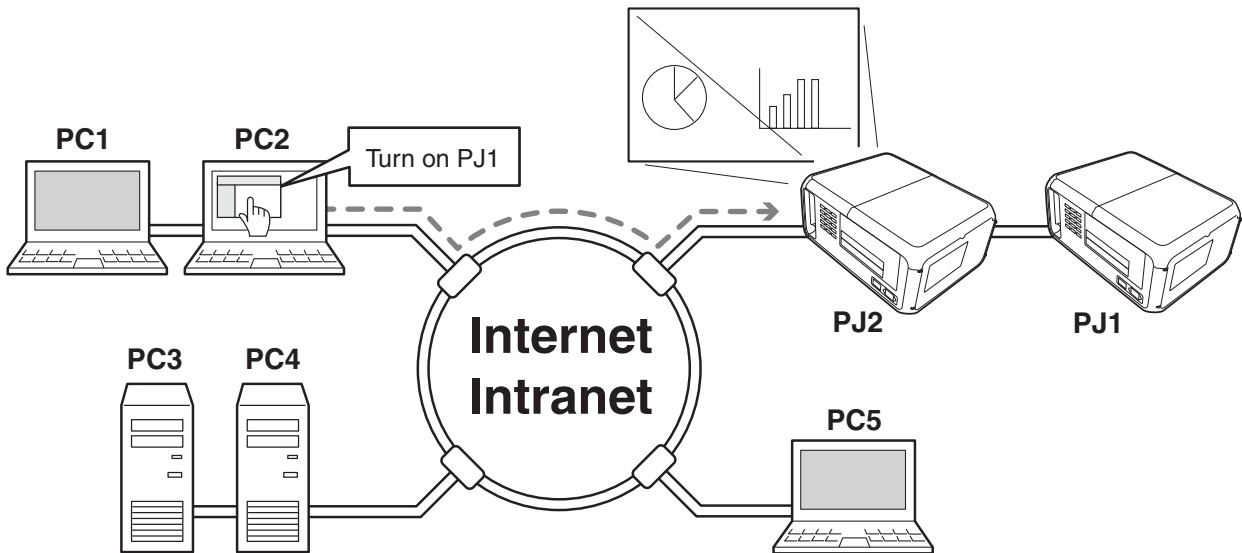 PC1
PC2
Turn on PJ1
PJ2
PJ1
Internet
Intranet
PC3
PC4
PC5